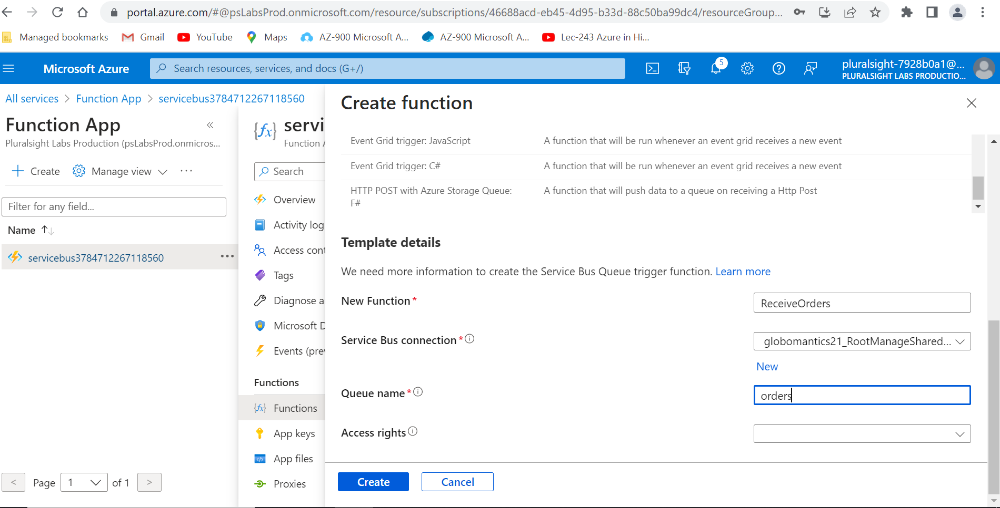 portal.azure.com/#@psLabsProd.onmicrosoft.com/resource/subscriptions/46688acd-eb45-4d95-b33d-88c50ba99dc4/resourceGroup...
Managed bookmarks
Gmail
YouTube
Maps
AZ-900 Microsoft A...
AZ-900 Microsoft A...
Lec-243 Azure in Hi...
Microsoft Azure
Search resources, services, and docs (G+/)
5
pluralsight-7928b0a1@...
PLURALSIGHT LABS PRODUCTIO...
All services > Function App > servicebus3784712267118560
Function App
«
Pluralsight Labs Production (psLabsProd.onmicros...
+ Create
Manage view
...
Filter for any field...
Name
servicebus3784712267118560
...
< Page 1 of 1 >
{fx}
servi
Function A
Search
Overview
Activity log
Access cont
Tags
Diagnose a
Microsoft D
Events (prev
Functions
{fx} Functions
App keys
App files
Proxies
Create function
Event Grid trigger: JavaScript
A function that will be run whenever an event grid receives a new event
Event Grid trigger: C#
A function that will be run whenever an event grid receives a new event
HTTP POST with Azure Storage Queue:
F#
A function that will push data to a queue on receiving a Http Post
Template details
We need more information to create the Service Bus Queue trigger function. Learn more
New Function *
ReceiveOrders
Service Bus connection *
globomantics21_RootManageShared...
New
Queue name *
orders
Access rights
Create
Cancel